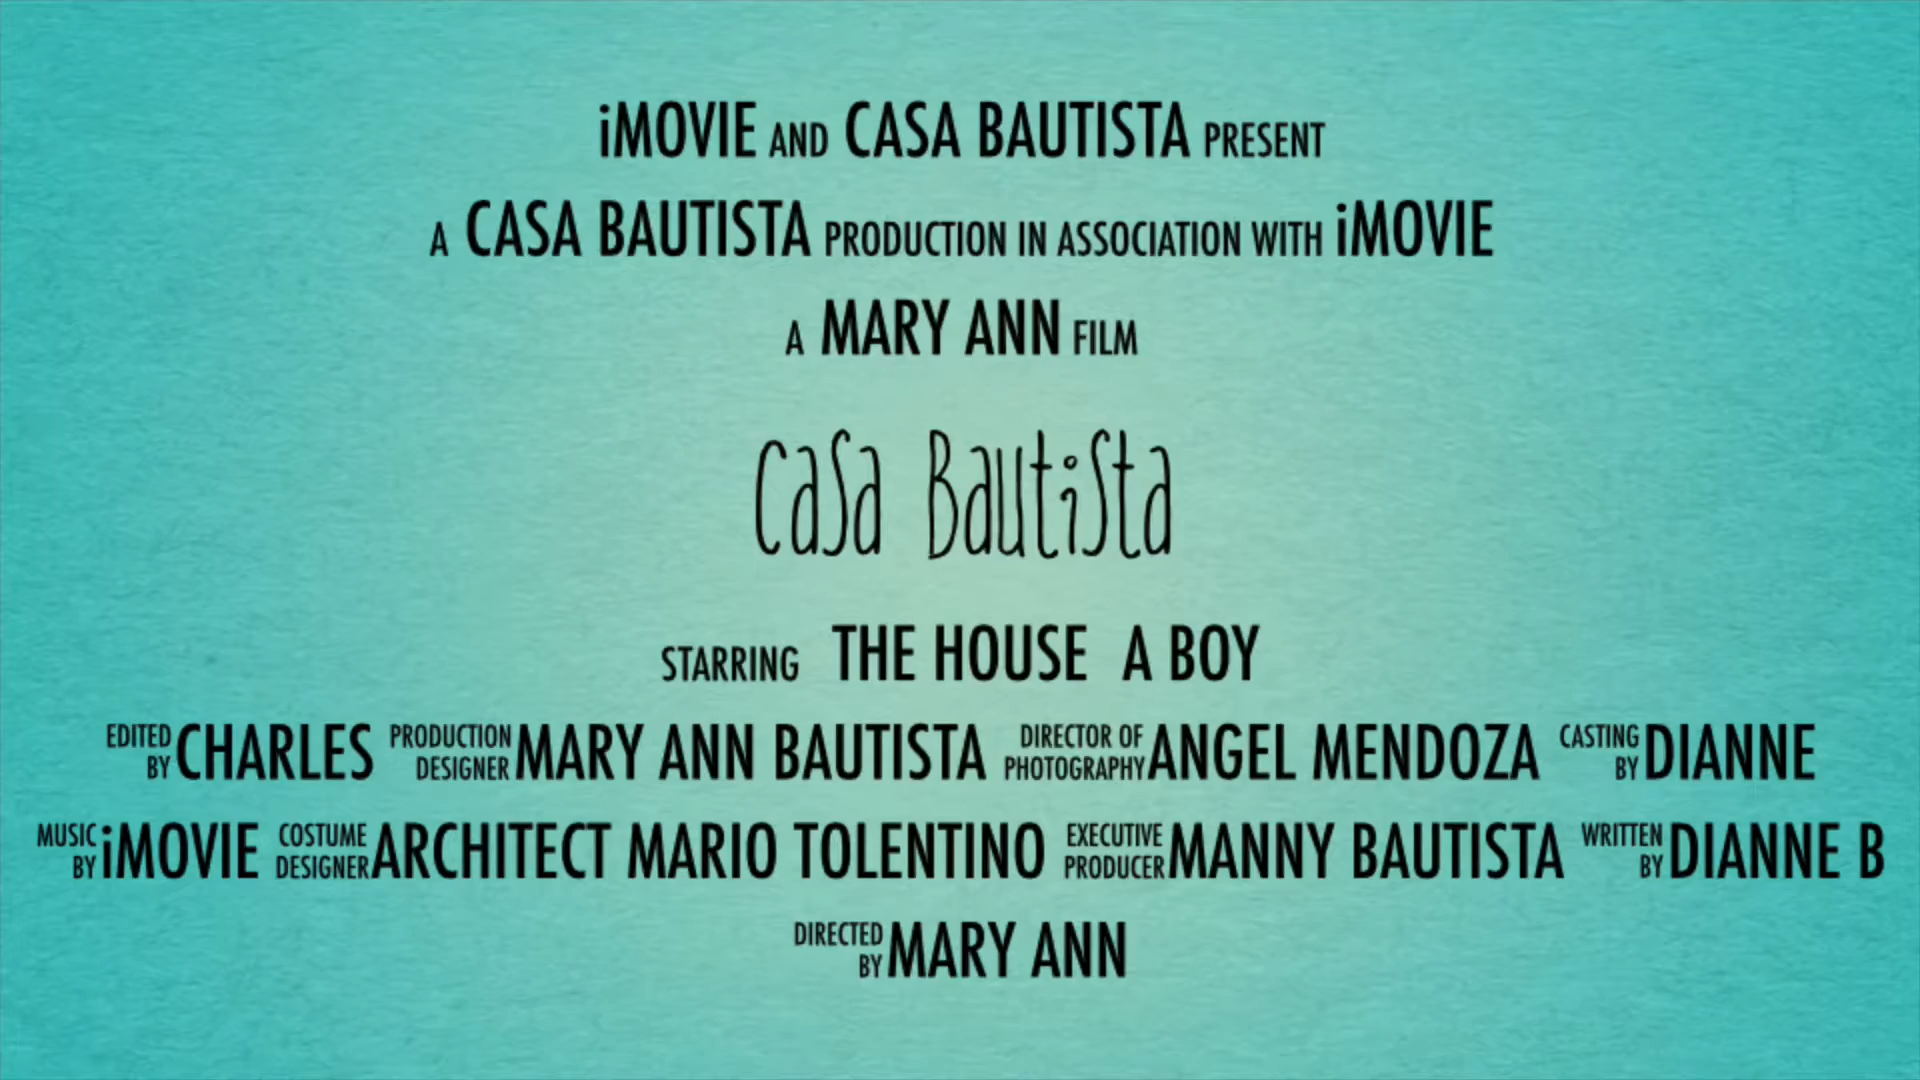 iMOVIE AND CASA BAUTISTA PRESENT
A CASA BAUTISTA PRODUCTION IN ASSOCIATION WITH iMOVIE
A MARY ANN FILM
Casa Bautista
STARRING THE HOUSE A BOY
EDITED BY CHARLES PRODUCTION DESIGNER MARY ANN BAUTISTA DIRECTOR OF PHOTOGRAPHY ANGEL MENDOZA CASTING BY DIANNE
MUSIC BY iMOVIE COSTUME DESIGNER ARCHITECT MARIO TOLENTINO EXECUTIVE PRODUCER MANNY BAUTISTA WRITTEN BY DIANNE B
DIRECTED BY MARY ANN